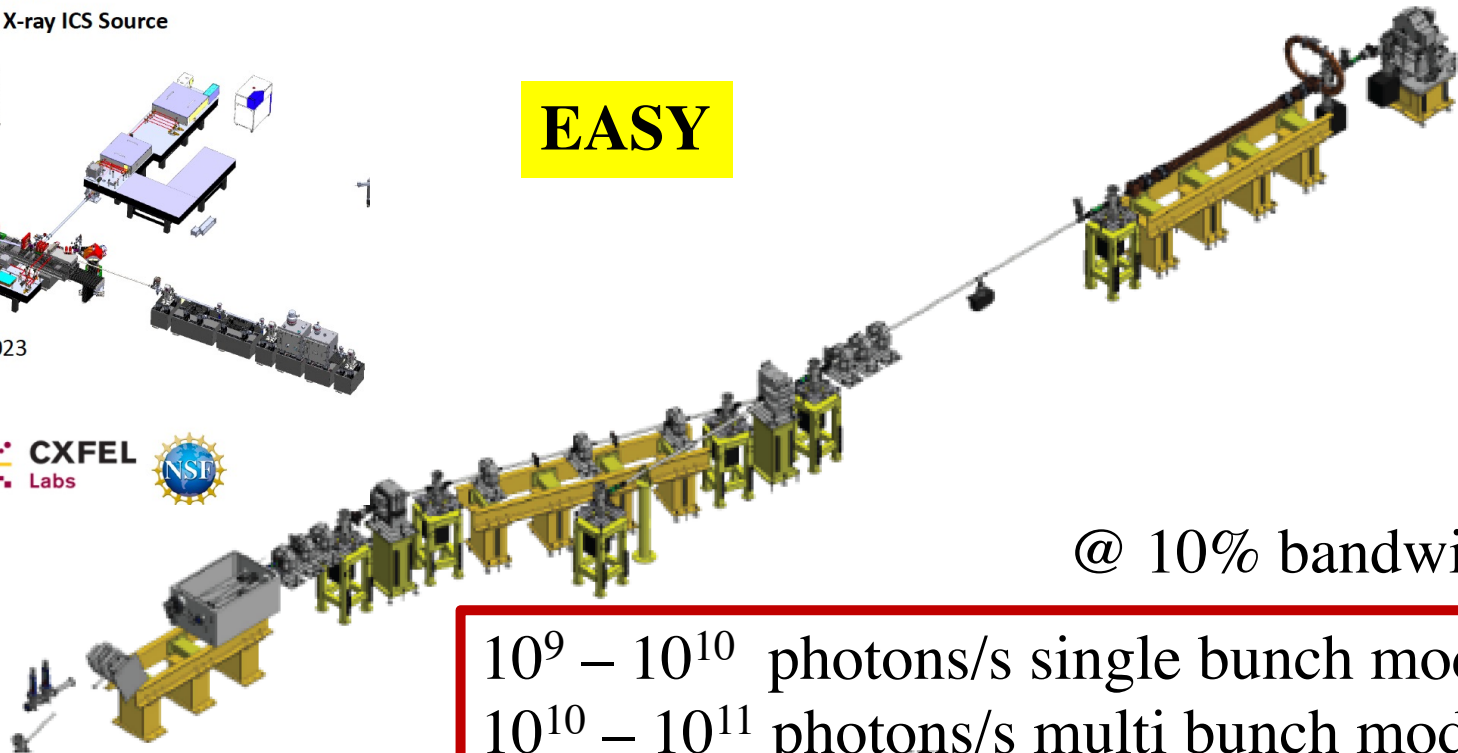 X-ray ICS Source
EASY
023
CXFEL
Labs
NSF
@ 10% bandwi
10⁹ – 10¹⁰ photons/s single bunch mod
10¹⁰ – 10¹¹ photons/s multi bunch mod